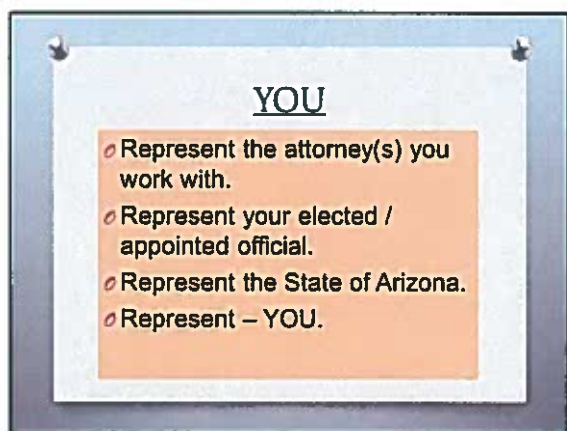 YOU
Represent the attorney(s) you
work with.
Represent your elected /
appointed official.
Represent the State of Arizona.
Represent – YOU.